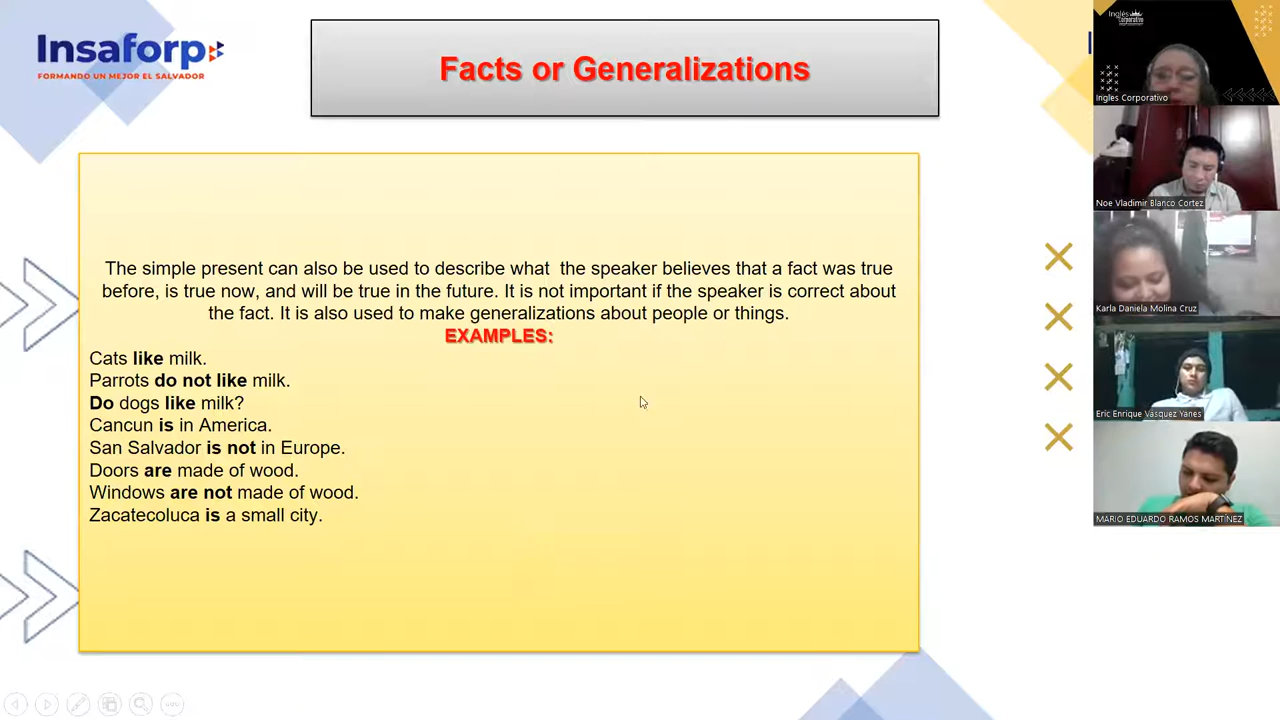 Insaforp
FORMANDO UN MEJOR EL SALVADOR
Facts or Generalizations
The simple present can also be used to describe what the speaker believes that a fact was true
before, is true now, and will be true in the future. It is not important if the speaker is correct about
the fact. It is also used to make generalizations about people or things.
EXAMPLES:
Cats like milk.
Parrots do not like milk.
Do dogs like milk?
Cancun is in America.
San Salvador is not in Europe.
Doors are made of wood.
Windows are not made of wood.
Zacatecoluca is a small city.
Inglés
Corporativo
Ingles Corporativo
Noe Vladimir Blanco Cortez
Karla Daniela Molina Cruz
Eric Enrique Vásquez Yanes
MARIO EDUARDO RAMOS MARTÍNEZ